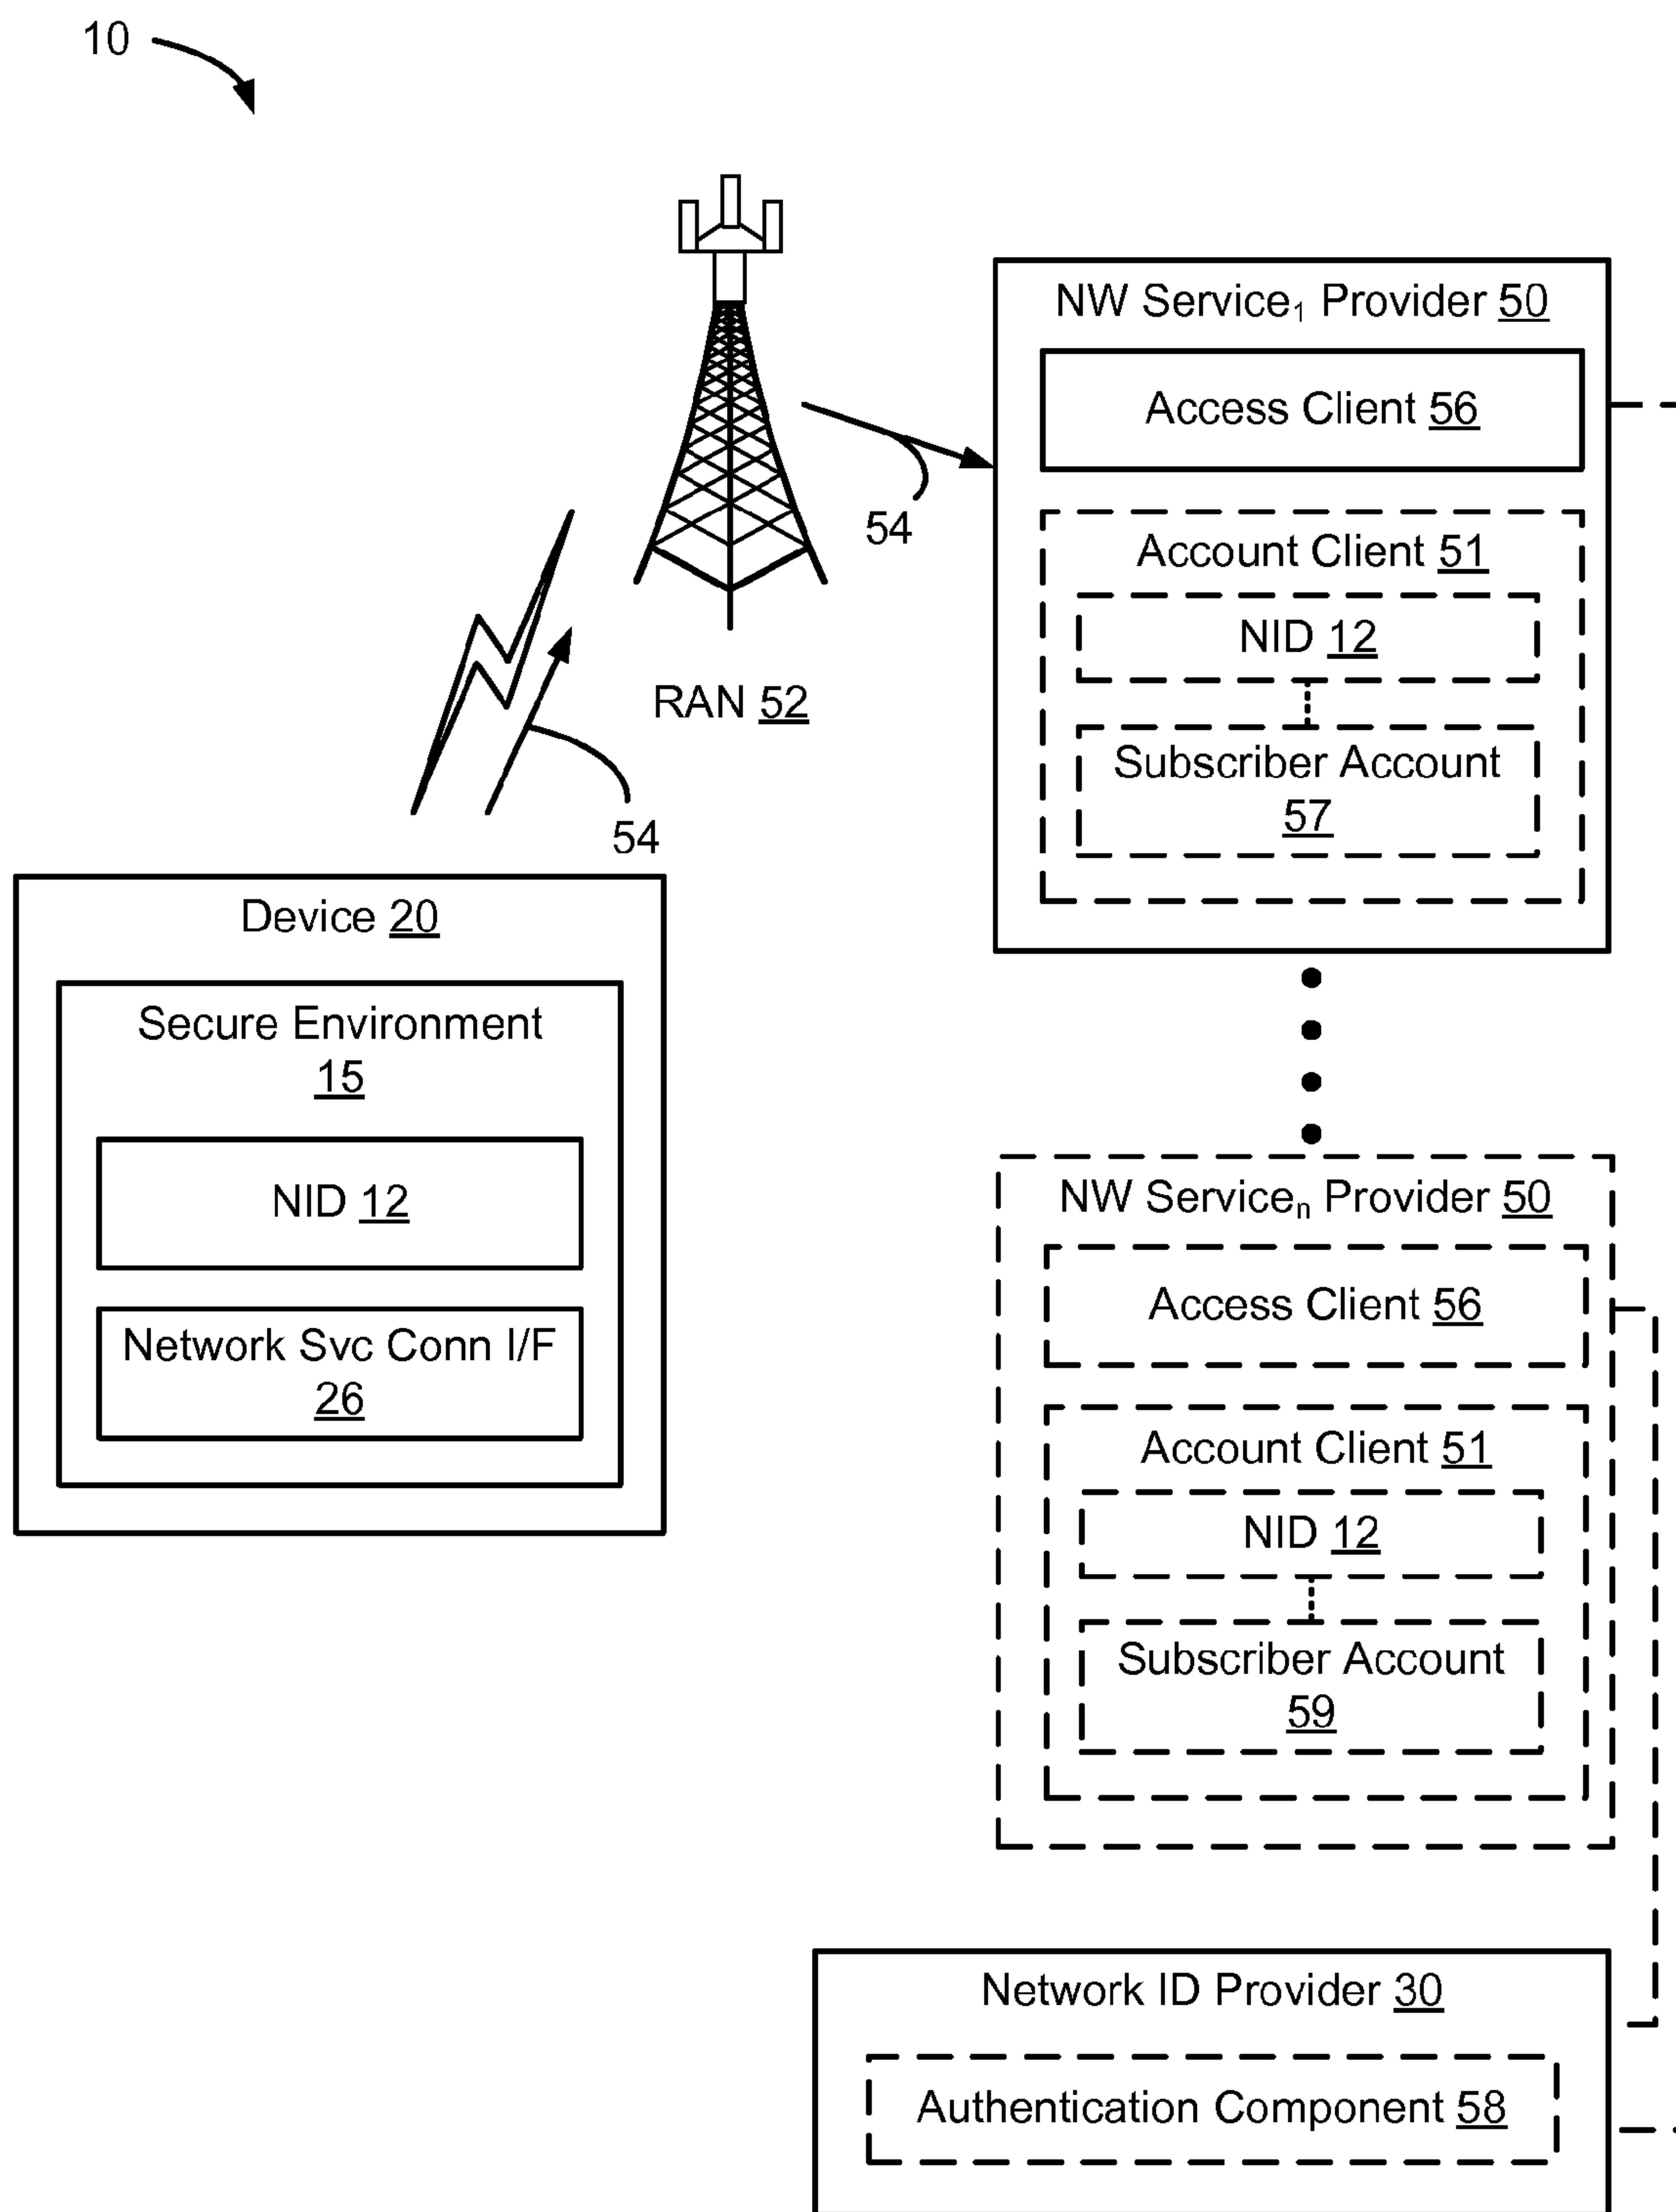 10
NW Service1 Provider 50
Access Client 56
54
Account Client 51
NID 12
RAN 52
Subscriber Account
57
54
Device 20
Secure Environment
15
NID 12
Network Svc Conn I/F
26
NW Servicen Provider 50
Access Client 56
Account Client 51
NID 12
Subscriber Account
59
Network ID Provider 30
Authentication Component 58